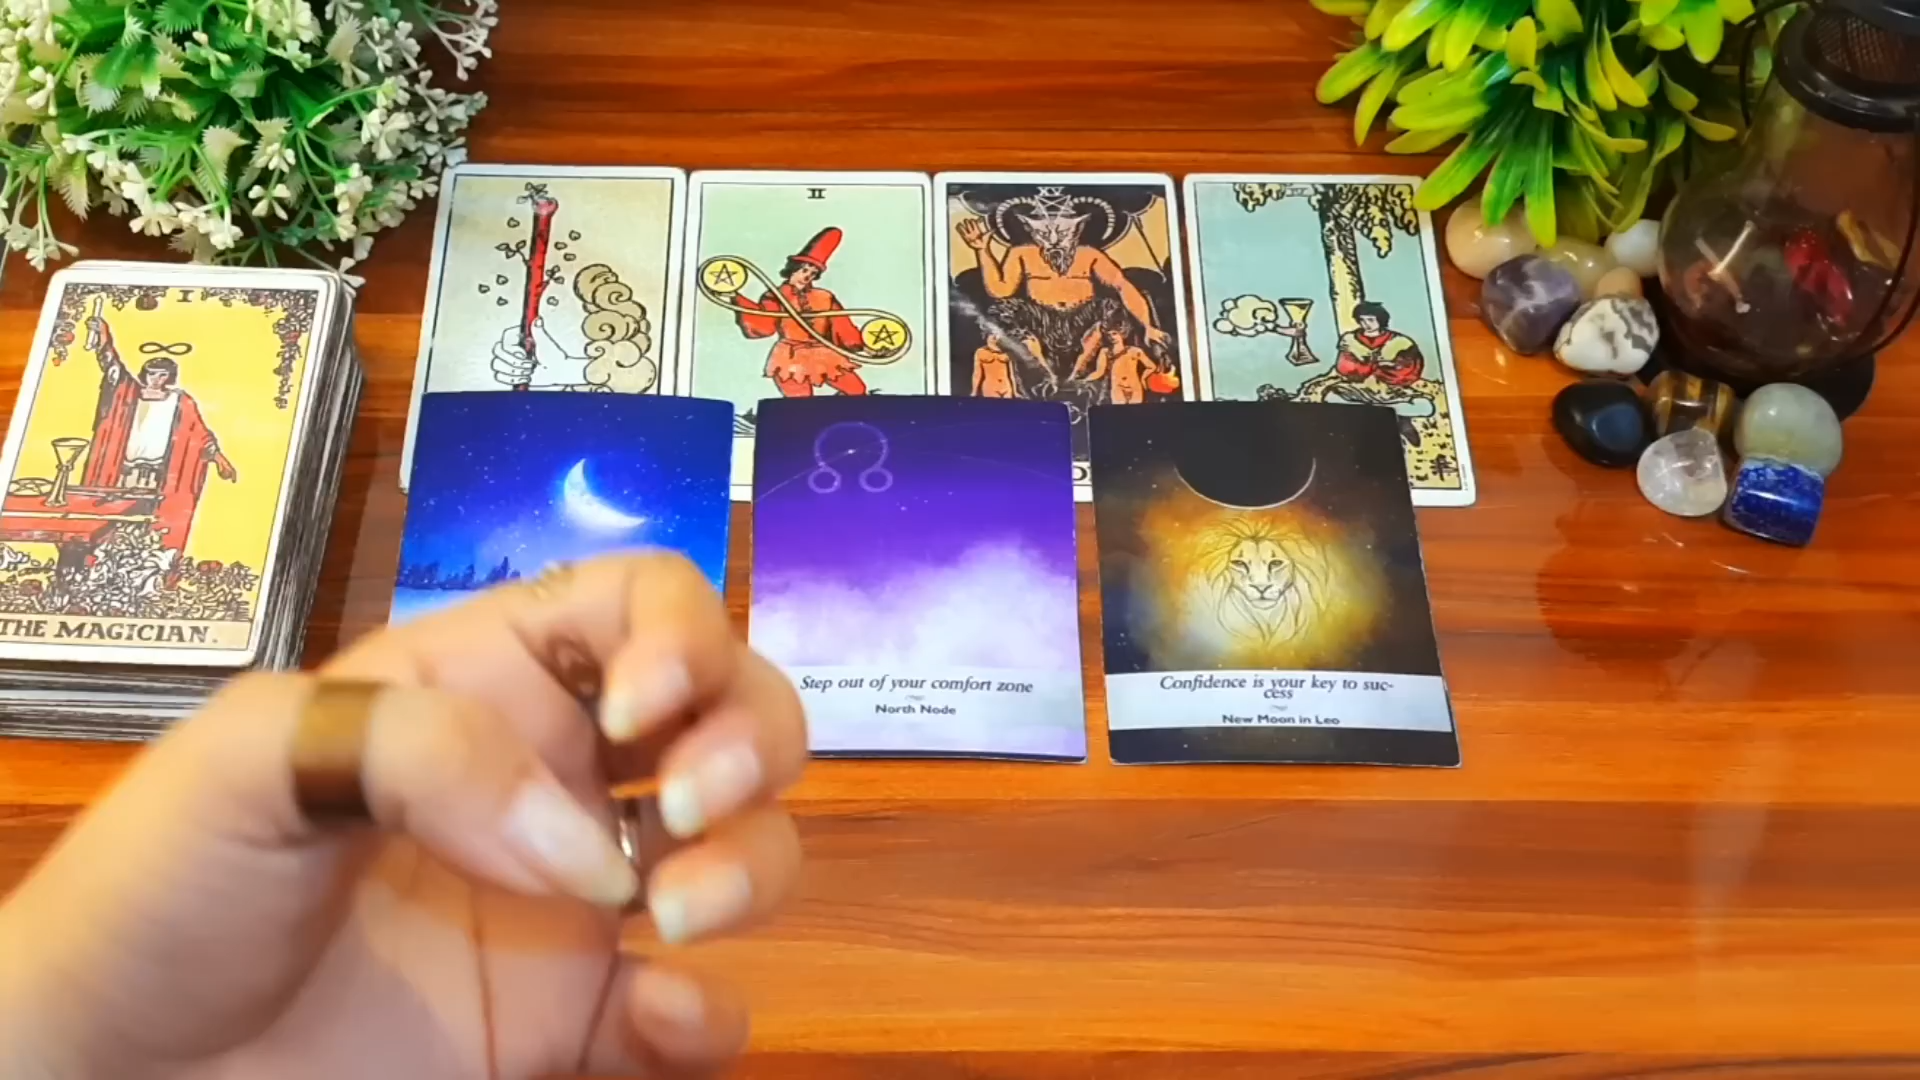 II
XV
I
THE MAGICIAN.
Step out of your comfort zone
North Node
Confidence is your key to suc-
cess
New Moon in Leo